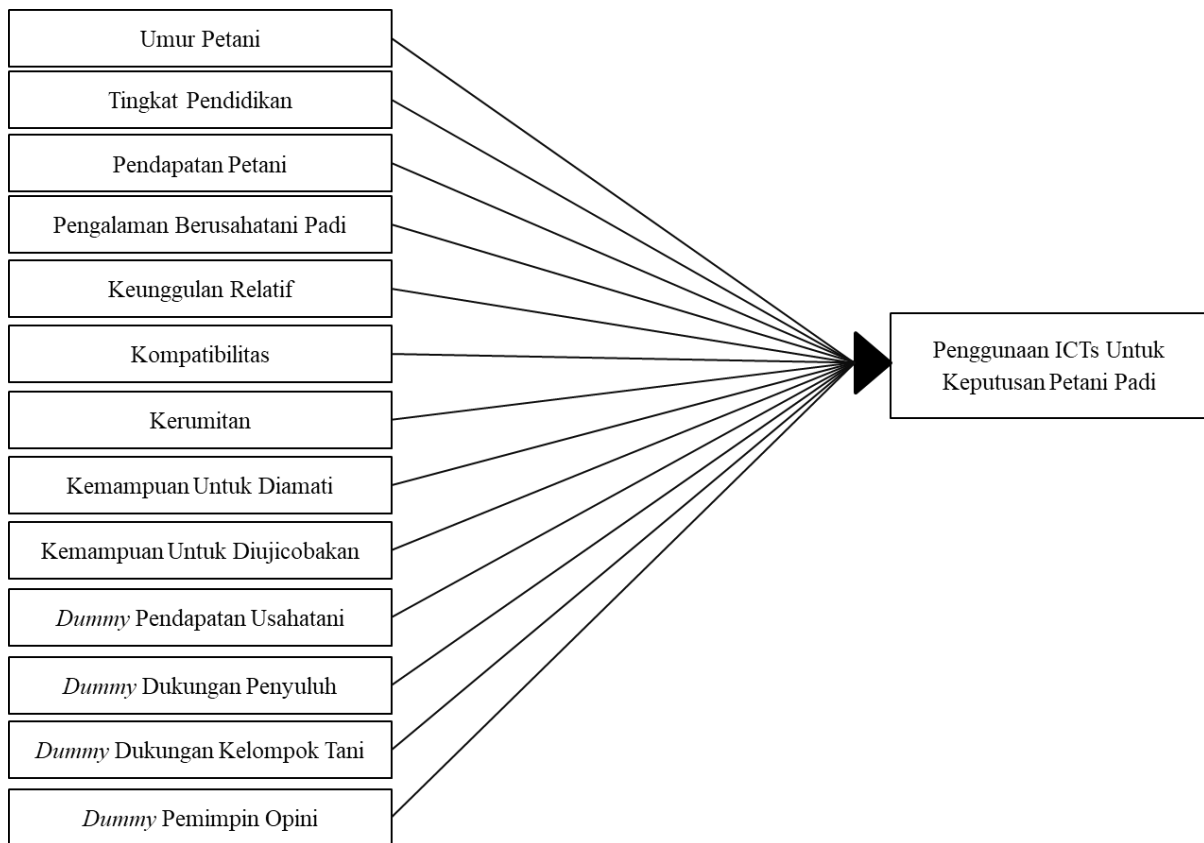 Umur Petani
Tingkat Pendidikan
Pendapatan Petani
Pengalaman Berusahatani Padi
Keunggulan Relatif
Kompatibilitas
Kerumitan
Kemampuan Untuk Diamati
Kemampuan Untuk Diujicobakan
Dummy Pendapatan Usahatani
Dummy Dukungan Penyuluh
Dummy Dukungan Kelompok Tani
Dummy Pemimpin Opini
Penggunaan ICTs Untuk
Keputusan Petani Padi